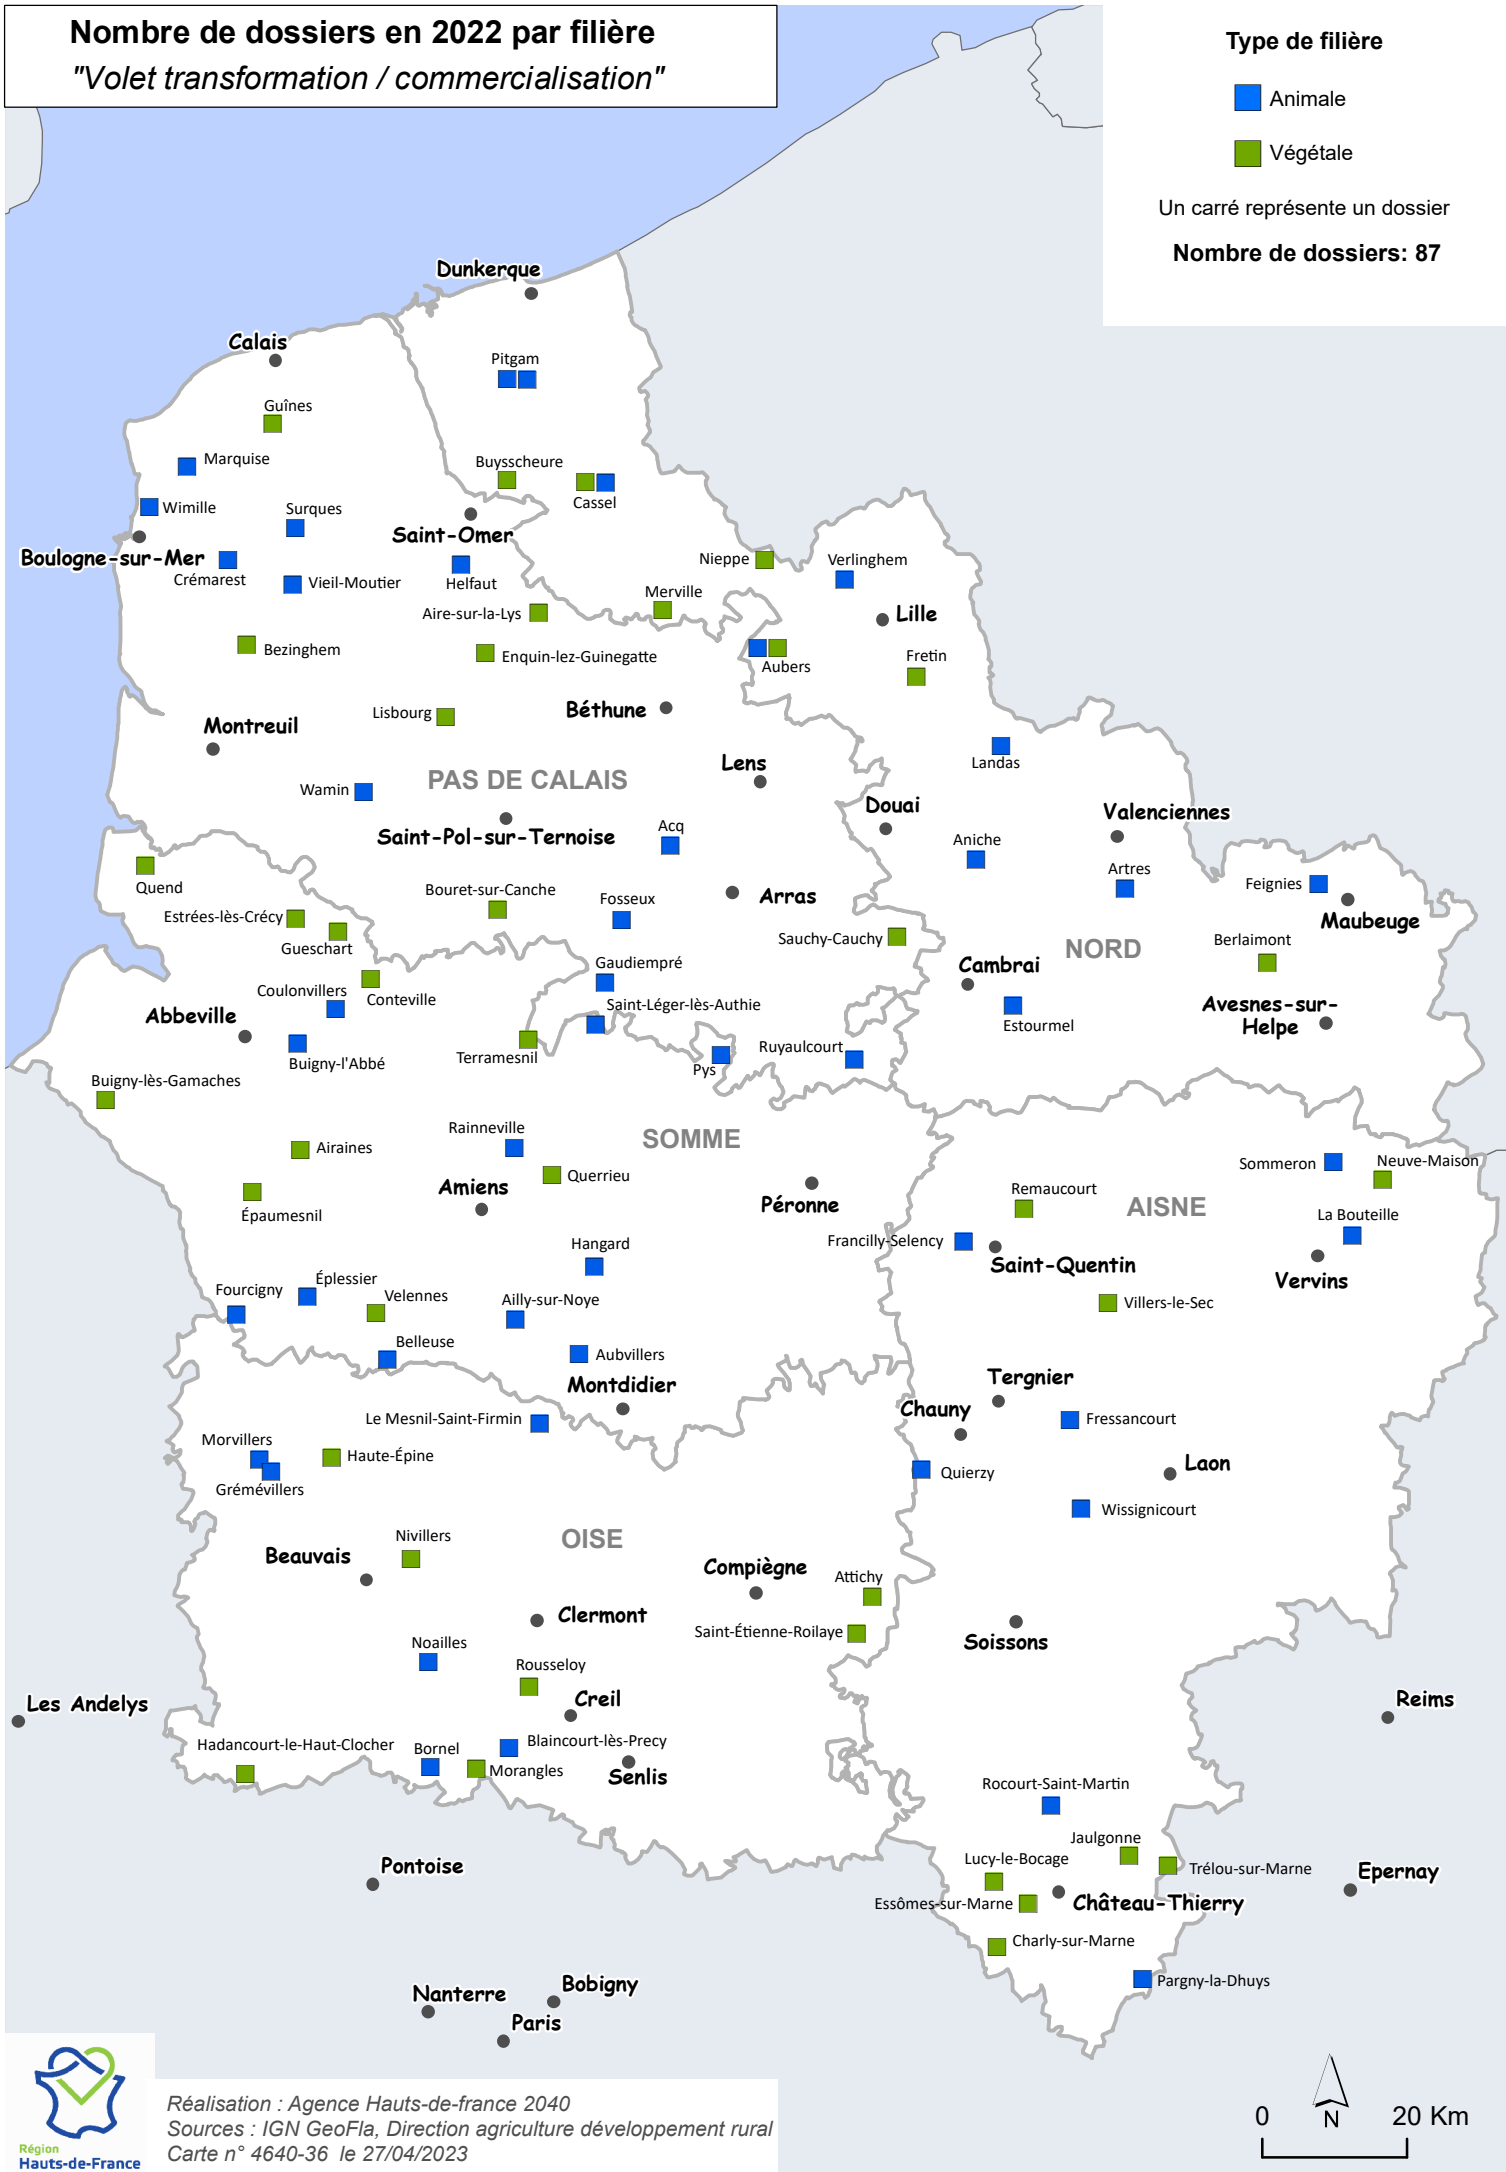 Nombre de dossiers en 2022 par filière
"Volet transformation / commercialisation"
Type de filière
Animale
Végétale
Un carré représente un dossier
Nombre de dossiers: 87
Dunkerque
Calais
Pitgam
Guînes
Marquise
Buysscheure
Cassel
Wimille
Surques
Saint-Omer
Boulogne-sur-Mer
Crémarest
Vieil-Moutier
Helfaut
Nieppe
Verlinghem
Merville
Aire-sur-la-Lys
Lille
Bezinghem
Enquin-lez-Guinegatte
Aubers
Fretin
Lisbourg
Béthune
Montreuil
Landas
Lens
PAS DE CALAIS
Wamin
Douai
Valenciennes
Saint-Pol-sur-Ternoise
Acq
Aniche
Artres
Quend
Feignies
Bouret-sur-Canche
Fosseux
Arras
Maubeuge
Estrées-lès-Crécy
Gueschart
Sauchy-Cauchy
NORD
Berlaimont
Gaudiempré
Cambrai
Coulonvillers
Conteville
Saint-Léger-lès-Authie
Avesnes-sur-
Helpe
Abbeville
Estourmel
Buigny-l'Abbé
Terramesnil
Pys
Ruyaulcourt
Buigny-lès-Gamaches
Rainneville
SOMME
Airaines
Querrieu
Sommeron
Neuve-Maison
Amiens
Péronne
Remaucourt
AISNE
Épaumesnil
La Bouteille
Hangard
Francilly-Selency
Saint-Quentin
Vervins
Éplessier
Fourcigny
Velennes
Ailly-sur-Noye
Villers-le-Sec
Belleuse
Aubvillers
Montdidier
Tergnier
Chauny
Le Mesnil-Saint-Firmin
Fressancourt
Morvillers
Haute-Épine
Laon
Grémévillers
Quierzy
Wissignicourt
Nivillers
OISE
Beauvais
Compiègne
Attichy
Clermont
Saint-Étienne-Roilaye
Soissons
Noailles
Rousseloy
Les Andelys
Creil
Reims
Hadancourt-le-Haut-Clocher
Bornel
Blaincourt-lès-Precy
Morangles
Senlis
Rocourt-Saint-Martin
Jaulgonne
Lucy-le-Bocage
Trélou-sur-Marne
Pontoise
Epernay
Essômes-sur-Marne
Château-Thierry
Charly-sur-Marne
Pargny-la-Dhuys
Nanterre
Bobigny
Paris
Région
Hauts-de-France
Réalisation : Agence Hauts-de-france 2040
Sources : IGN GeoFla, Direction agriculture développement rural
Carte n° 4640-36 le 27/04/2023
N
0 20 Km